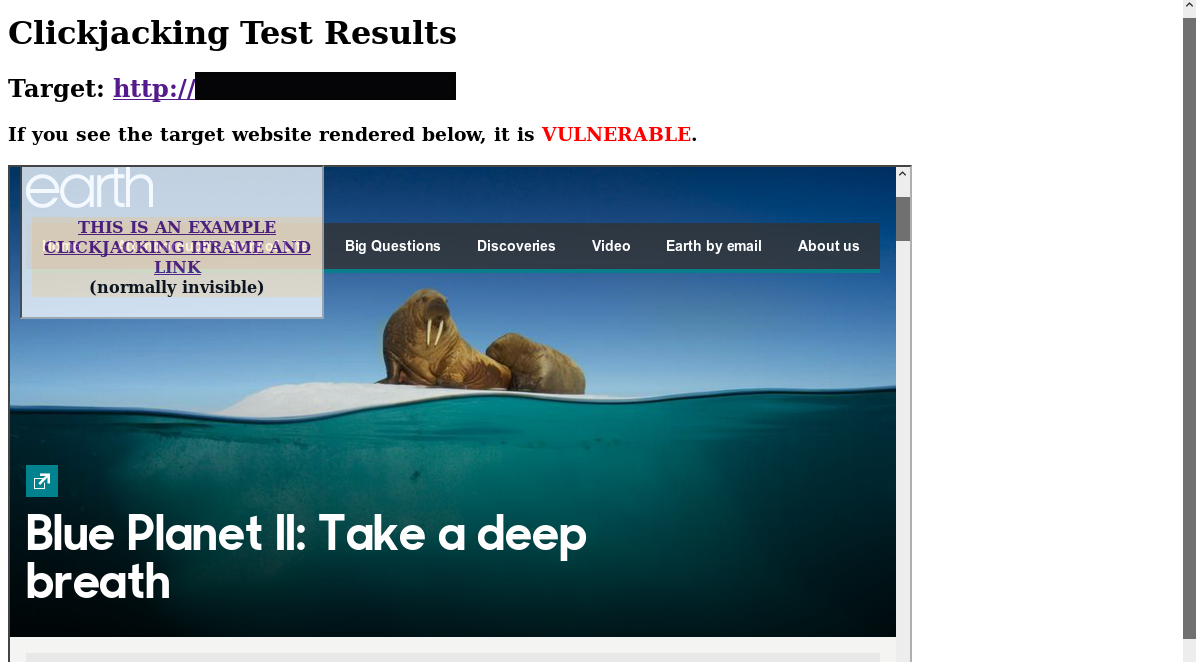 Clickjacking Test Results
Target: http://
If you see the target website rendered below, it is VULNERABLE.
earth
THIS IS AN EXAMPLE
CLICKJACKING IFRAME AND
LINK
(normally invisible)
Big Questions Discoveries Video Earth by email About us
Blue Planet II: Take a deep
breath